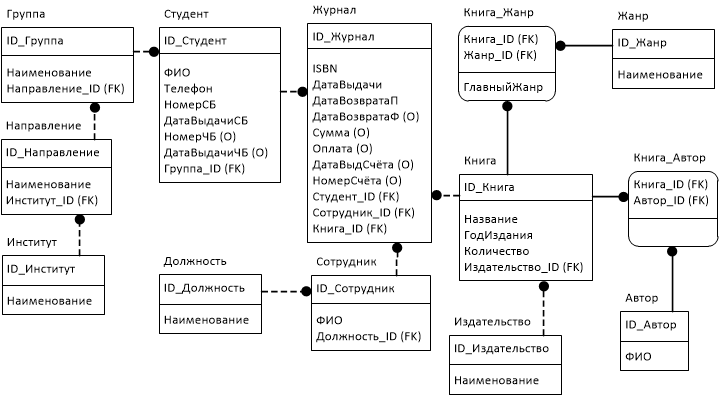 Группа
ID_Группа
Наименование
Направление_ID (FK)
Направление
ID_Направление
Наименование
Институт_ID (FK)
Институт
ID_Институт
Наименование
Студент
ID_Студент
ФИО
Телефон
НомерСБ
ДатаВыдачиСБ
НомерЧБ (О)
ДатаВыдачиЧБ (О)
Группа_ID (FK)
Должность
ID_Должность
Наименование
Журнал
ID_Журнал
ISBN
ДатаВыдачи
ДатаВозвратаП
ДатаВозвратаФ (О)
Сумма (О)
Оплата (О)
ДатаВыдСчёта (О)
НомерСчёта (О)
Студент_ID (FK)
Сотрудник_ID (FK)
Книга_ID (FK)
Сотрудник
ID_Сотрудник
ФИО
Должность_ID (FK)
Книга_Жанр
Книга_ID (FK)
Жанр_ID (FK)
ГлавныйЖанр
Жанр
ID_Жанр
Наименование
Книга
ID_Книга
Название
ГодИздания
Количество
Издательство_ID (FK)
Книга_Автор
Книга_ID (FK)
Автор_ID (FK)
Издательство
ID_Издательство
Наименование
Автор
ID_Автор
ФИО